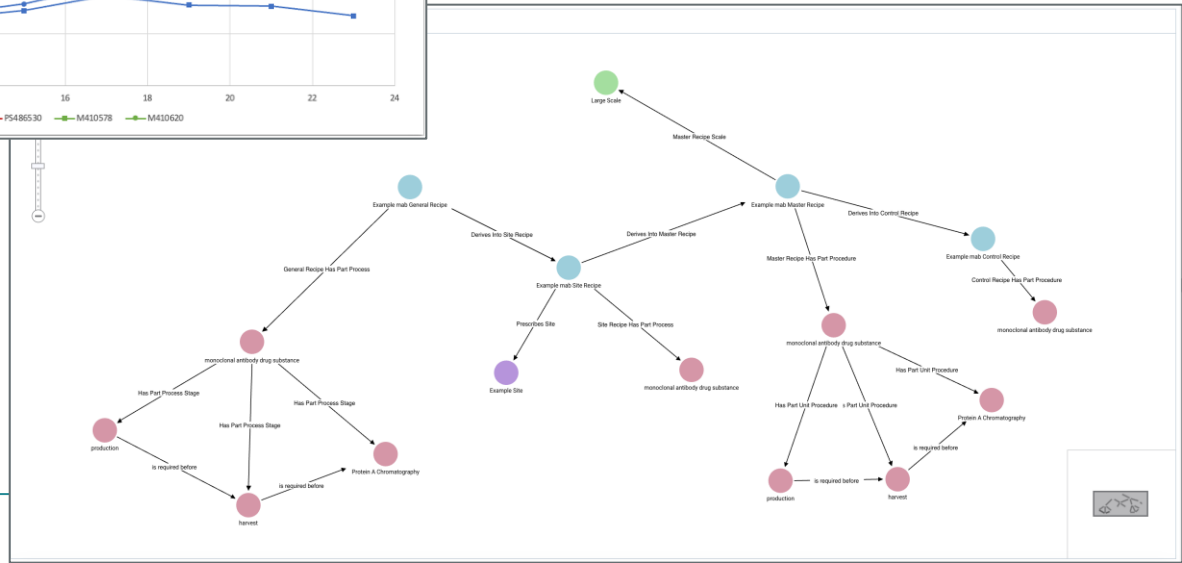 16 18 20 22 24
PS486530 M410578 M410620
Large Scale
Master Recipe Scale
Example mab General Recipe
Example mab Master Recipe
Derives Into Control Recipe
Derives Into Site Recipe
Derives Into Master Recipe
Example mab Control Recipe
Master Recipe Has Part Procedure
General Recipe Has Part Process
Example mab Site Recipe
Control Recipe Has Part Procedure
Prescribes Site
Site Recipe Has Part Process
monoclonal antibody drug substance
monoclonal antibody drug substance
monoclonal antibody drug substance
Has Part Unit Procedure
Example Site
monoclonal antibody drug substance
Has Part Process Stage
Has Part Process Stage
Has Part Unit Procedure
s Part Unit Procedure
Protein A Chromatography
Has Part Process Stage
production
is required before
is required before
Protein A Chromatography
is required before
is required before
production
harvest
harvest